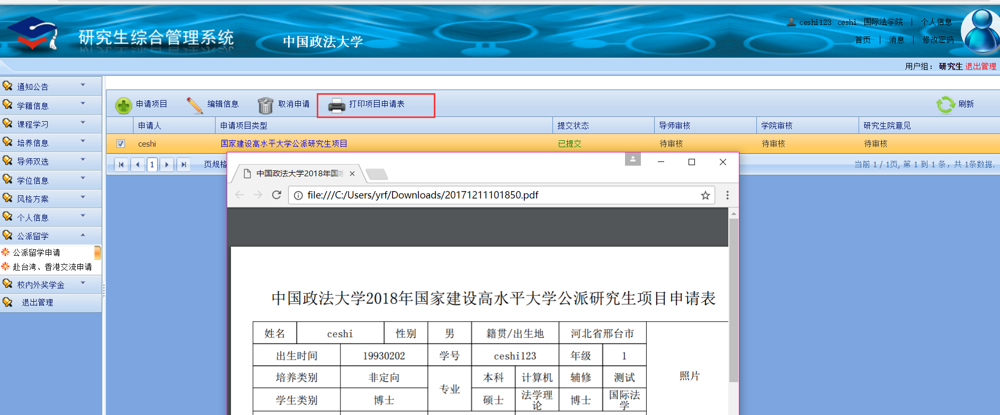 研究生综合管理系统
中国政法大学
ceshi123 ceshi 国际法学院 | 个人信息
首页 | 消息 | 修改密码
用户组： 研究生 退出管理
通知公告
学籍信息
课程学习
培养信息
导师双选
学位信息
风格方案
个人信息
公派留学
公派留学申请
赴台湾、香港交流申请
校内外奖学金
退出管理
申请项目 编辑信息 取消申请 打印项目申请表 刷新
申请人 申请项目类型 提交状态 导师审核 学院审核 研究生院意见
ceshi 国家建设高水平大学公派研究生项目 已提交 待审核 待审核 待审核
1 页规格 当前 1 / 1页, 第 1 到 1 条，共 1条数据.
中国政法大学2018年国
file:///C:/Users/yrf/Downloads/20171211101850.pdf
中国政法大学2018年国家建设高水平大学公派研究生项目申请表
姓名 ceshi 性别 男 籍贯/出生地 河北省邢台市
出生时间 19930202 学号 ceshi123 年级 1
照片
培养类别 非定向 专业 本科 计算机 辅修 测试
学生类别 博士 硕士 法学理论 博士 国际法学